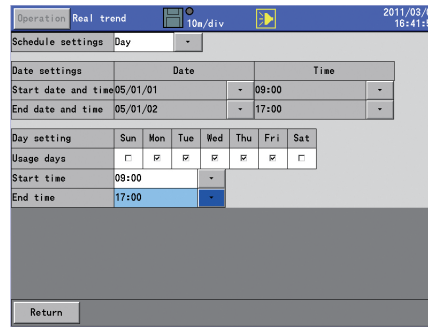 Operation Real trend 10m/div 2011/03/0
16:41:5
Schedule settings Day
Date settings Date Time
Start date and time 05/01/01 09:00
End date and time 05/01/02 17:00
Day setting Sun Mon Tue Wed Thu Fri Sat
Usage days
Start time 09:00
End time 17:00
Return